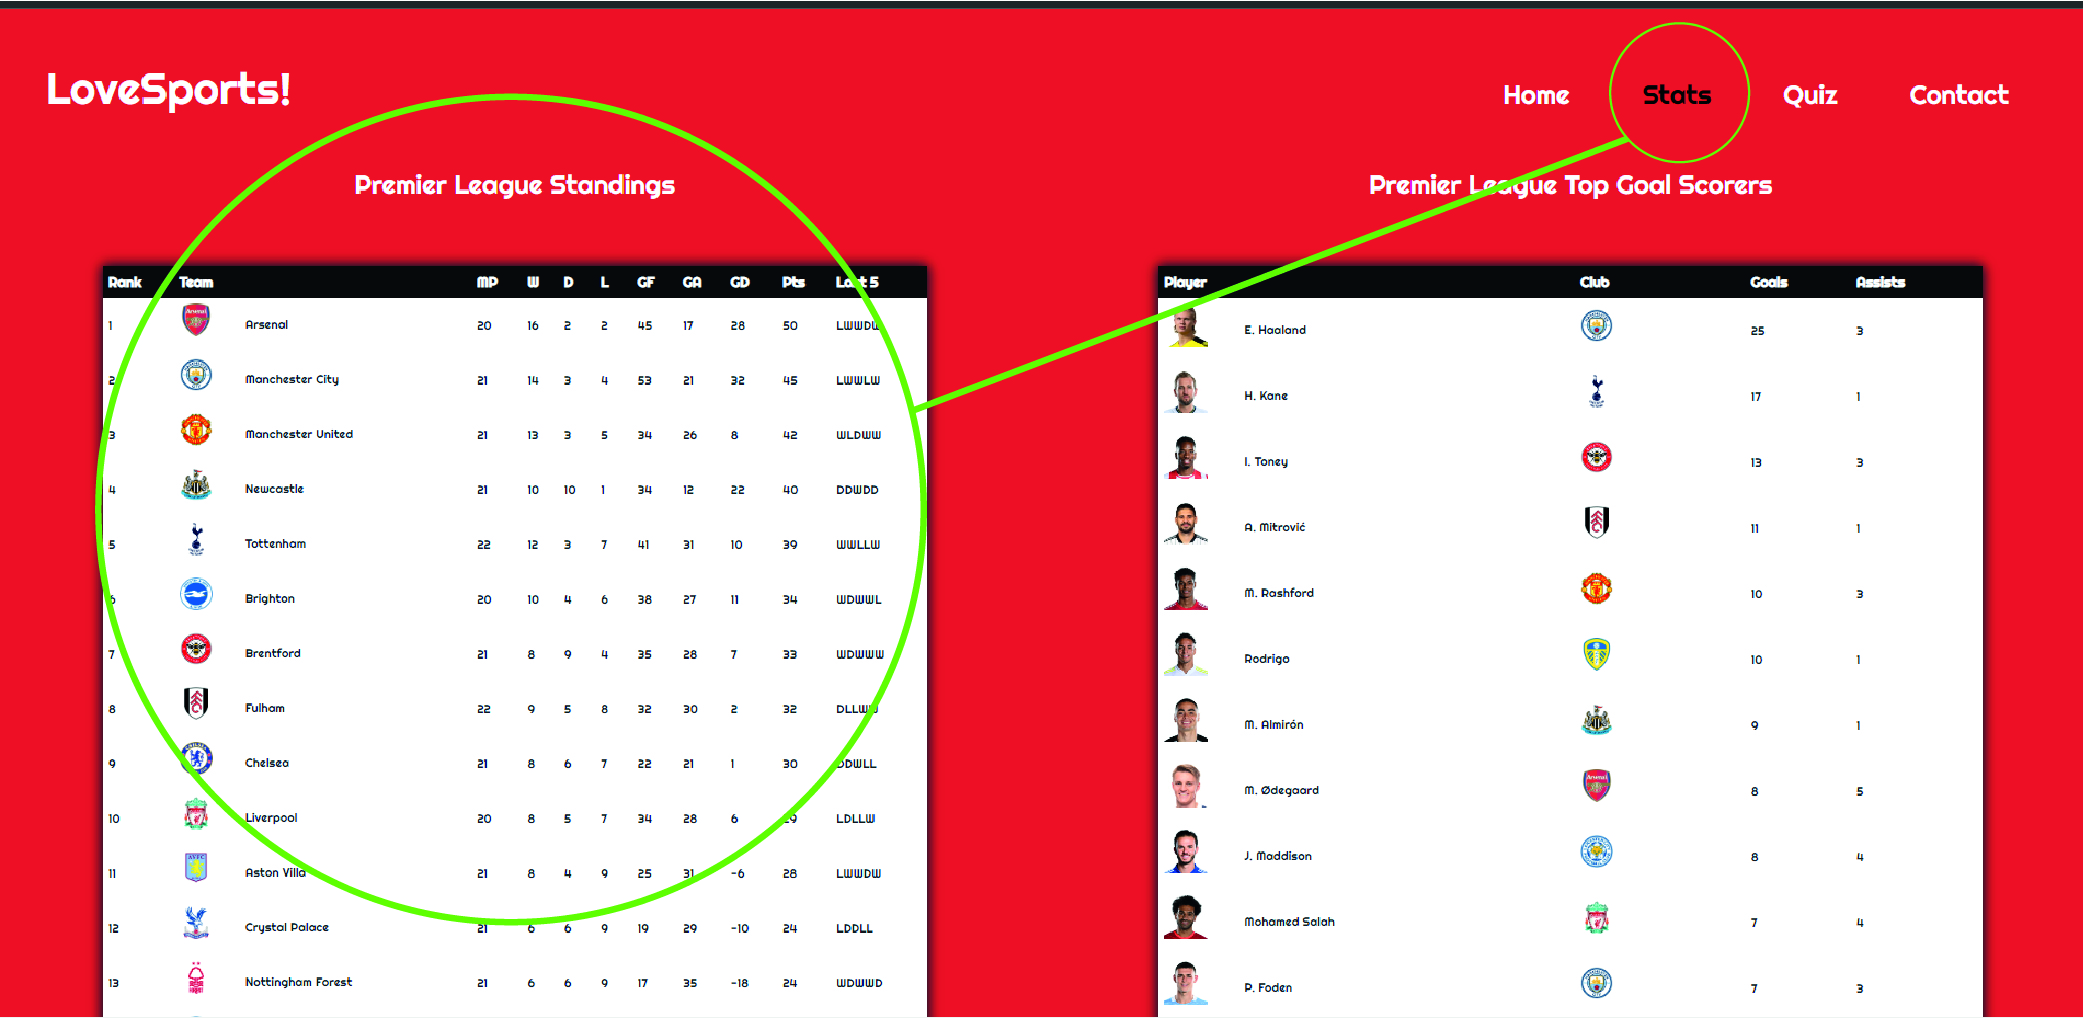 LoveSports!
Home Stats Quiz Contact
Premier League Standings
Rank Team MP W D L GF GA GD Pts Last 5
1 Arsenal 20 16 2 2 45 17 28 50 LWWDW
2 Manchester City 21 14 3 4 53 21 32 45 LWWLW
3 Manchester United 21 13 3 5 34 26 8 42 WLDWW
4 Newcastle 21 10 10 1 34 12 22 40 DDWDD
5 Tottenham 22 12 3 7 41 31 10 39 WWLLW
6 Brighton 20 10 4 6 38 27 11 34 WDWWL
7 Brentford 21 8 9 4 35 28 7 33 WDWWW
8 Fulham 22 9 5 8 32 30 2 32 DLLWW
9 Chelsea 21 8 6 7 22 21 1 30 DDWLL
10 Liverpool 20 8 5 7 34 28 6 29 LDLLW
11 Aston Villa 21 8 4 9 25 31 -6 28 LWWDW
12 Crystal Palace 21 6 6 9 19 29 -10 24 LDDLL
13 Nottingham Forest 21 6 6 9 17 35 -18 24 WDWWD
Premier League Top Goal Scorers
Player Club Goals Assists
E. Haaland 25 3
H. Kane 17 1
I. Toney 13 3
A. Mitrović 11 1
M. Rashford 10 3
Rodrigo 10 1
M. Almirón 9 1
M. Ødegaard 8 5
J. Maddison 8 4
Mohamed Salah 7 4
P. Foden 7 3